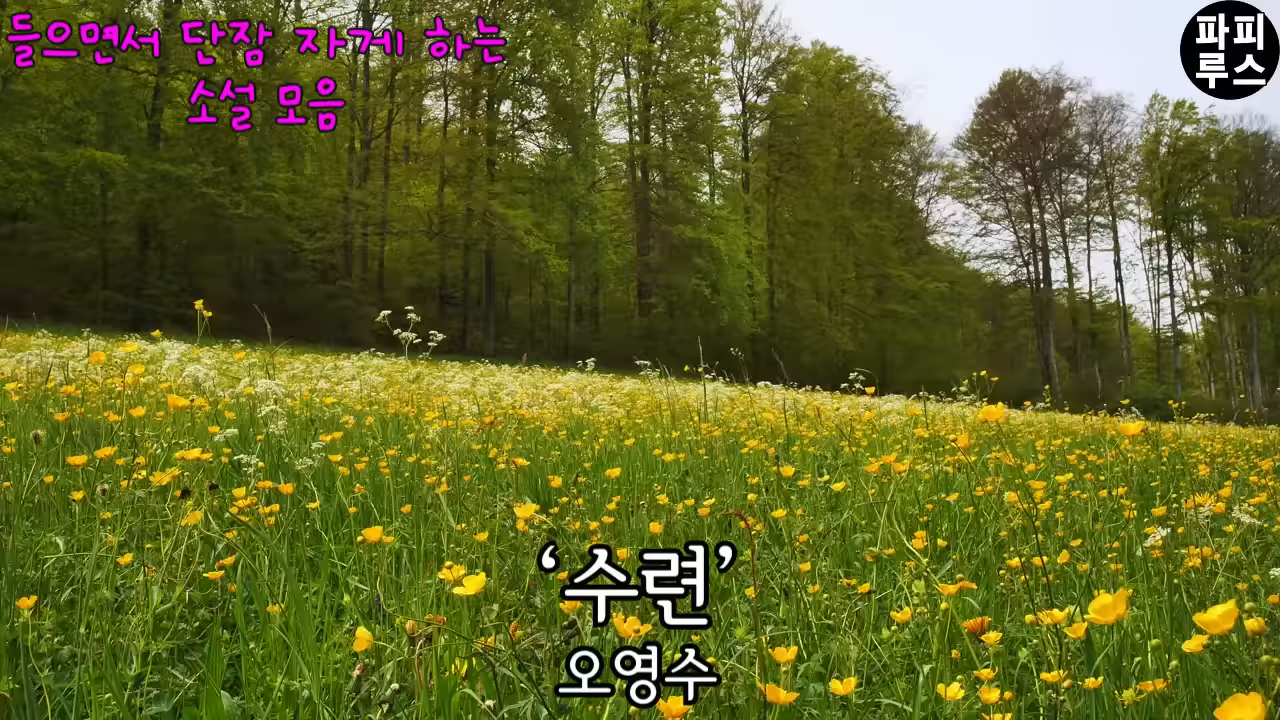 들으면서 단잠 자게 하는
소설 모음
파피
루스
‘수련’
오영수